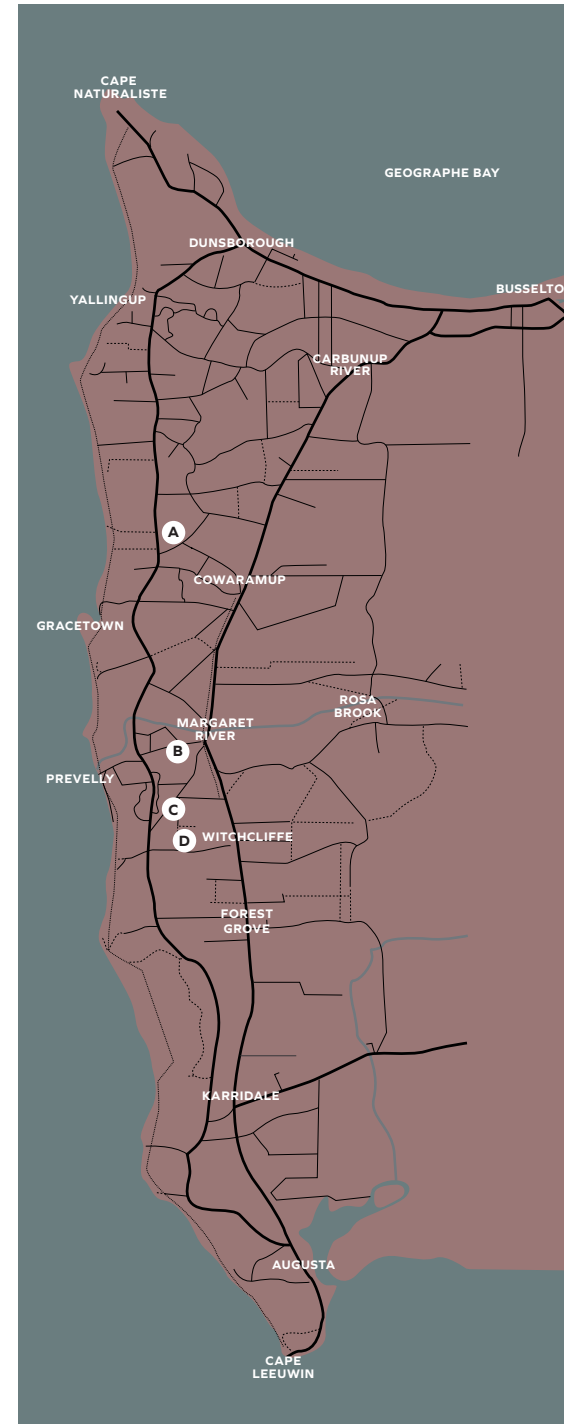 CAPE
NATURALISTE
GEOGRAPHE BAY
DUNSBOROUGH
BUSSELTO
YALLINGUP
CARBUNUP
RIVER
A
COWARAMUP
GRACETOWN
ROSA
BROOK
MARGARET
RIVER
B
PREVELLY
C
D
WITCHCLIFFE
FOREST
GROVE
KARRIDALE
AUGUSTA
CAPE
LEEUWIN